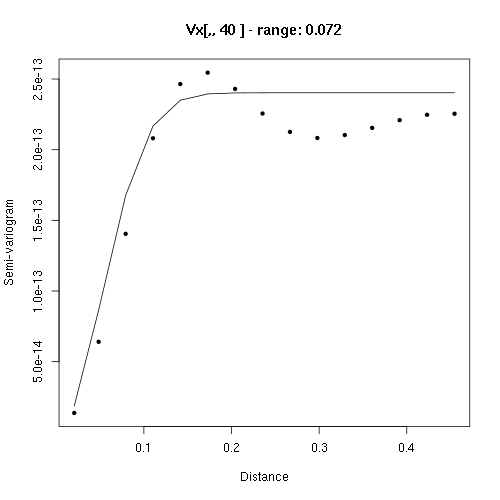 Vx[,, 40 ] - range: 0.072
2.5e-13
2.0e-13
1.5e-13
1.0e-13
5.0e-14
Semi-variogram
0.1 0.2 0.3 0.4
Distance